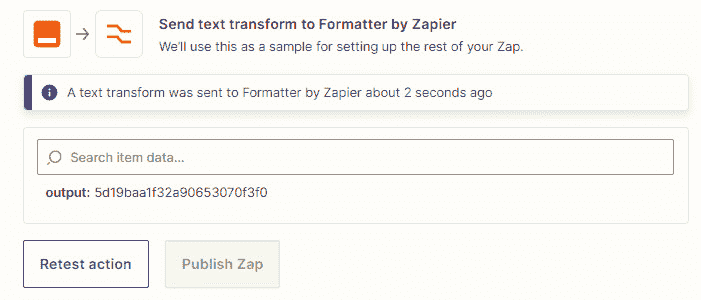 Send text transform to Formatter by Zapier
We'll use this as a sample for setting up the rest of your Zap.
A text transform was sent to Formatter by Zapier about 2 seconds ago
Search item data...
output: 5d19baa1f32a90653070f3f0
Retest action
Publish Zap